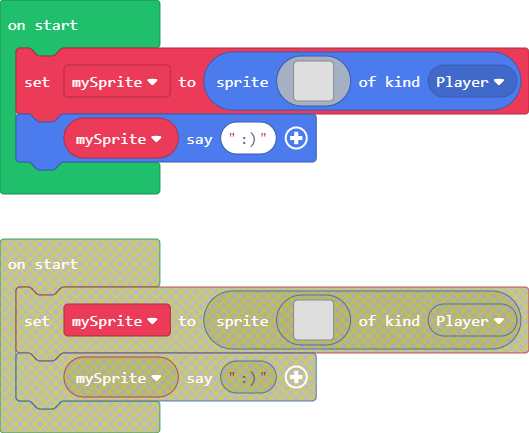 on start
set mySprite to sprite of kind Player
mySprite say ":)"
on start
set mySprite to sprite of kind Player
mySprite say ":)"